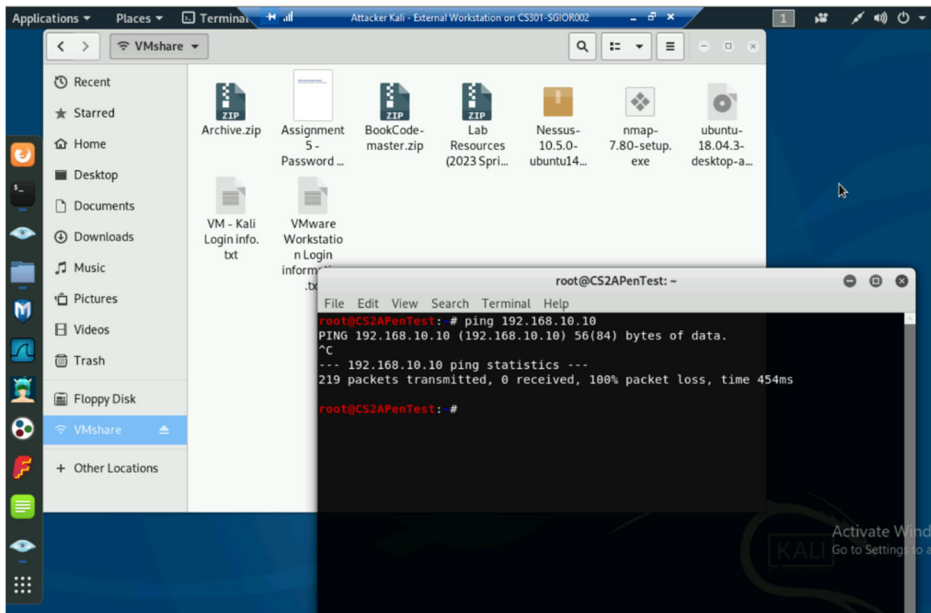 Applications ▾ Places ▾ Terminal Attacker Kali - External Workstation on CS301-SGIOR002 1
VMshare
Recent
Starred
Home
Desktop
Documents
Downloads
Music
Pictures
Videos
Trash
Floppy Disk
VMshare
+ Other Locations
ZIP
Archive.zip
Assignment
5 -
Password ...
ZIP
BookCode-
master.zip
ZIP
Lab
Resources
(2023 Spri...
Nessus-
10.5.0-
ubuntu14...
nmap-
7.80-setup.
exe
ubuntu-
18.04.3-
desktop-a...
VM - Kali
Login info.
txt
VMware
Workstatio
n Login
root@CS2APenTest: ~
File Edit View Search Terminal Help
root@CS2APenTest:~# ping 192.168.10.10
PING 192.168.10.10 (192.168.10.10) 56(84) bytes of data.
^C
--- 192.168.10.10 ping statistics ---
219 packets transmitted, 0 received, 100% packet loss, time 454ms
root@CS2APenTest:~#
KALI
Activate Wind
Go to Settings to a